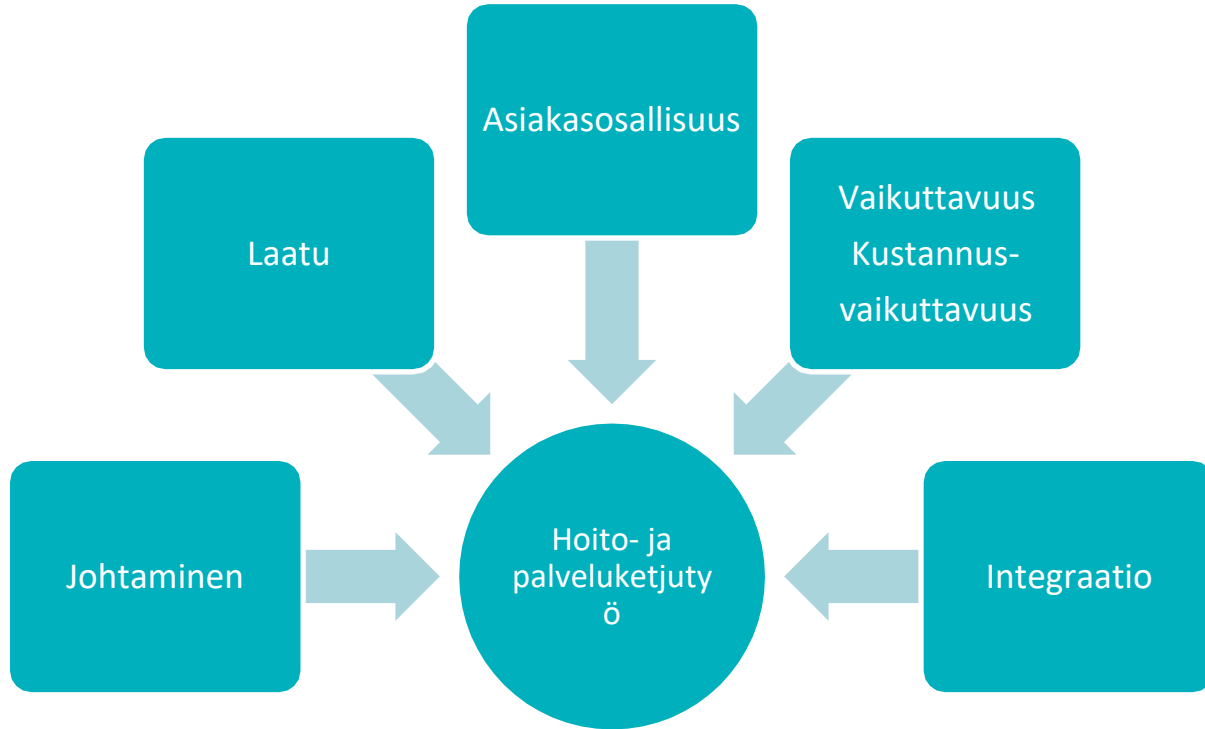 Asiakasosallisuus
Laatu
Vaikuttavuus
Kustannus-
vaikuttavuus
Johtaminen
Hoito- ja
palveluketjuty
ö
Integraatio